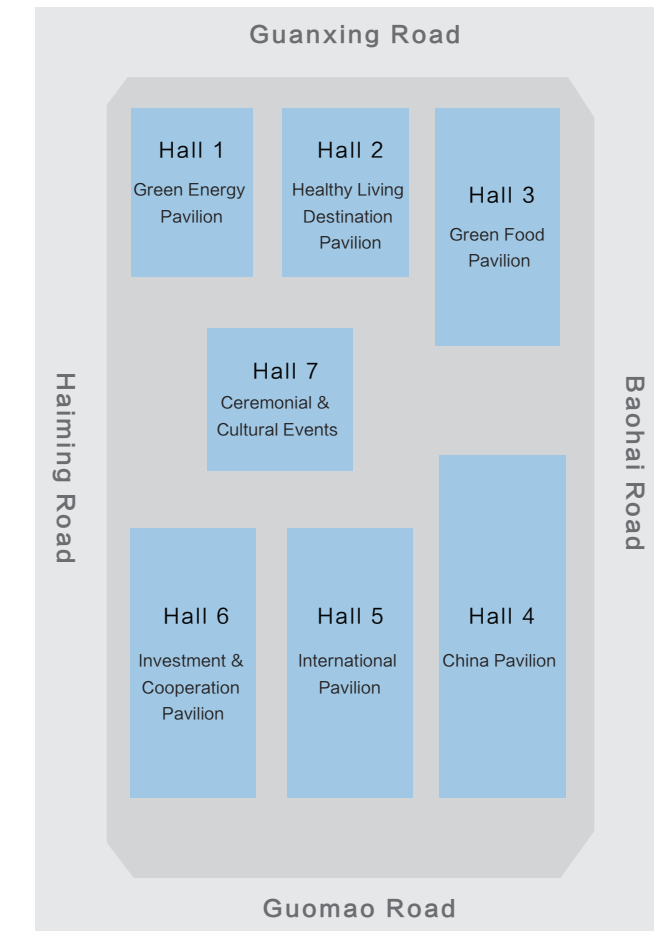 Guanxing Road
Hall 1
Green Energy
Pavilion
Hall 2
Healthy Living
Destination
Pavilion
Hall 3
Green Food
Pavilion
Hall 7
Ceremonial &
Cultural Events
Haiming Road
Baohai Road
Hall 6
Investment &
Cooperation
Pavilion
Hall 5
International
Pavilion
Hall 4
China Pavilion
Guomao Road